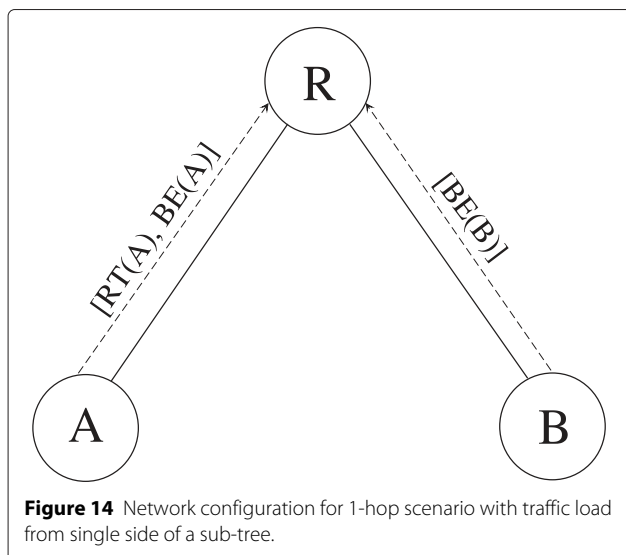 R
[RT(A), BE(A)]
[BE(B)]
A
B
Figure 14 Network configuration for 1-hop scenario with traffic load
from single side of a sub-tree.